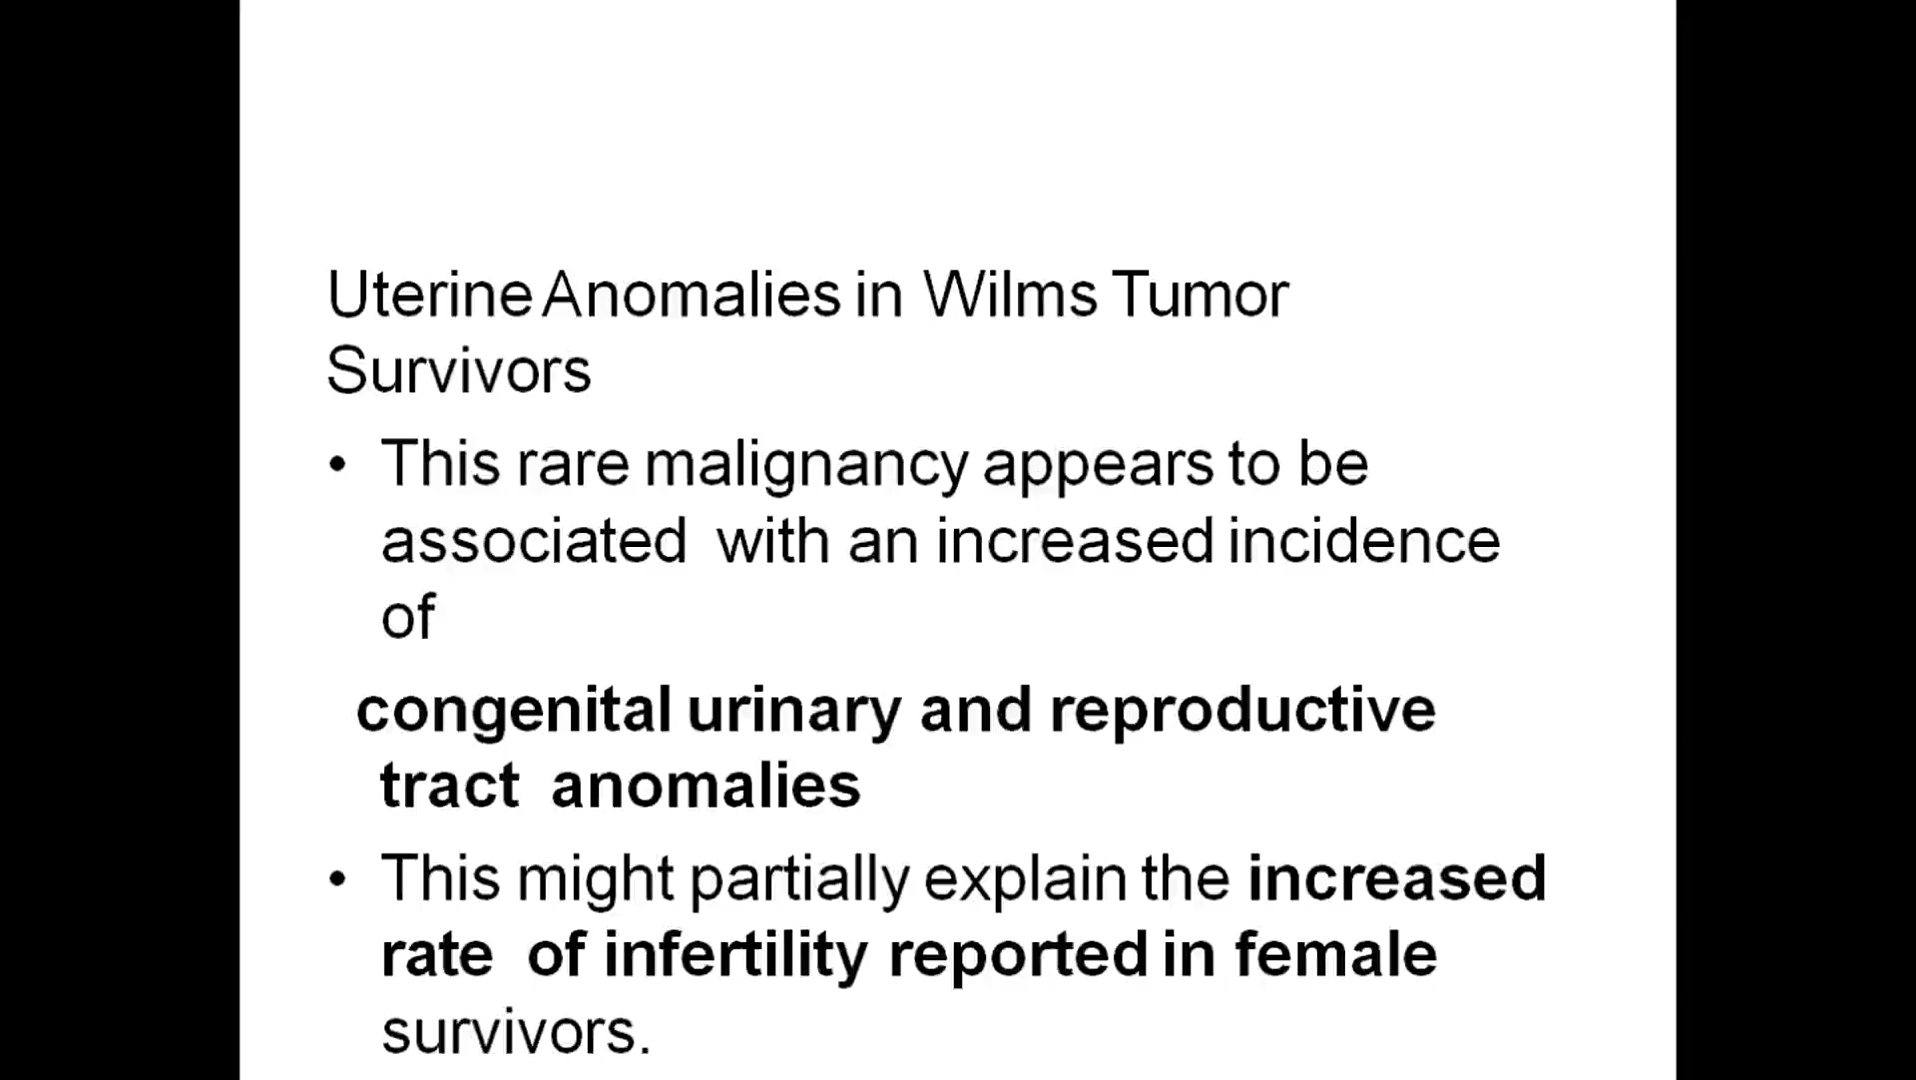 Uterine Anomalies in Wilms Tumor
Survivors
• This rare malignancy appears to be
associated with an increased incidence
of
congenital urinary and reproductive
tract anomalies
• This might partially explain the increased
rate of infertility reported in female
survivors.